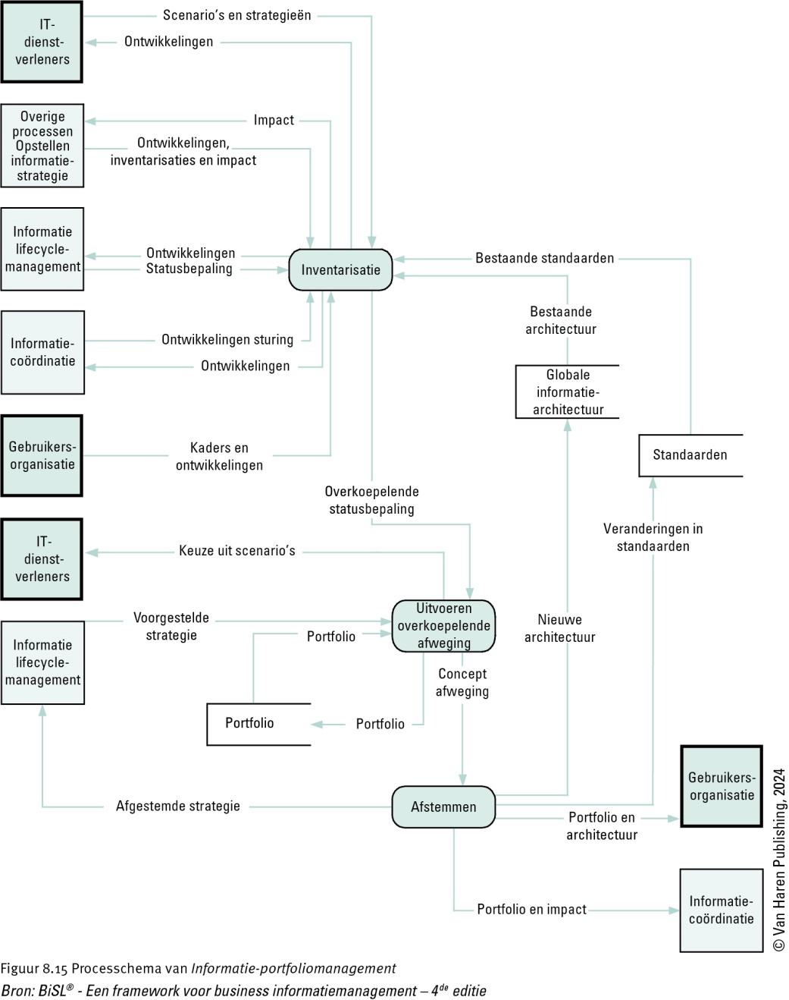 IT-
dienst-
verleners
Scenario's en strategieën
Ontwikkelingen
Overige
processen
Opstellen
informatie-
strategie
Impact
Ontwikkelingen,
inventarisaties en impact
Informatie
lifecycle-
management
Ontwikkelingen
Statusbepaling
Inventarisatie
Bestaande standaarden
Bestaande
architectuur
Informatie-
coördinatie
Ontwikkelingen sturing
Ontwikkelingen
Globale
informatie-
architectuur
Gebruikers-
organisatie
Kaders en
ontwikkelingen
Standaarden
Overkoepelende
statusbepaling
IT-
dienst-
verleners
Keuze uit scenario's
Veranderingen in
standaarden
Informatie
lifecycle-
management
Voorgestelde
strategie
Portfolio
Uitvoeren
overkoepelende
afweging
Nieuwe
architectuur
Concept
afweging
Portfolio
Portfolio
Afgestemde strategie
Afstemmen
Portfolio en
architectuur
Gebruikers-
organisatie
Portfolio en impact
Informatie-
coördinatie
© Van Haren Publishing, 2024
Figuur 8.15 Processchema van Informatie-portfoliomanagement
Bron: BiSL® - Een framework voor business informatiemanagement – 4de editie